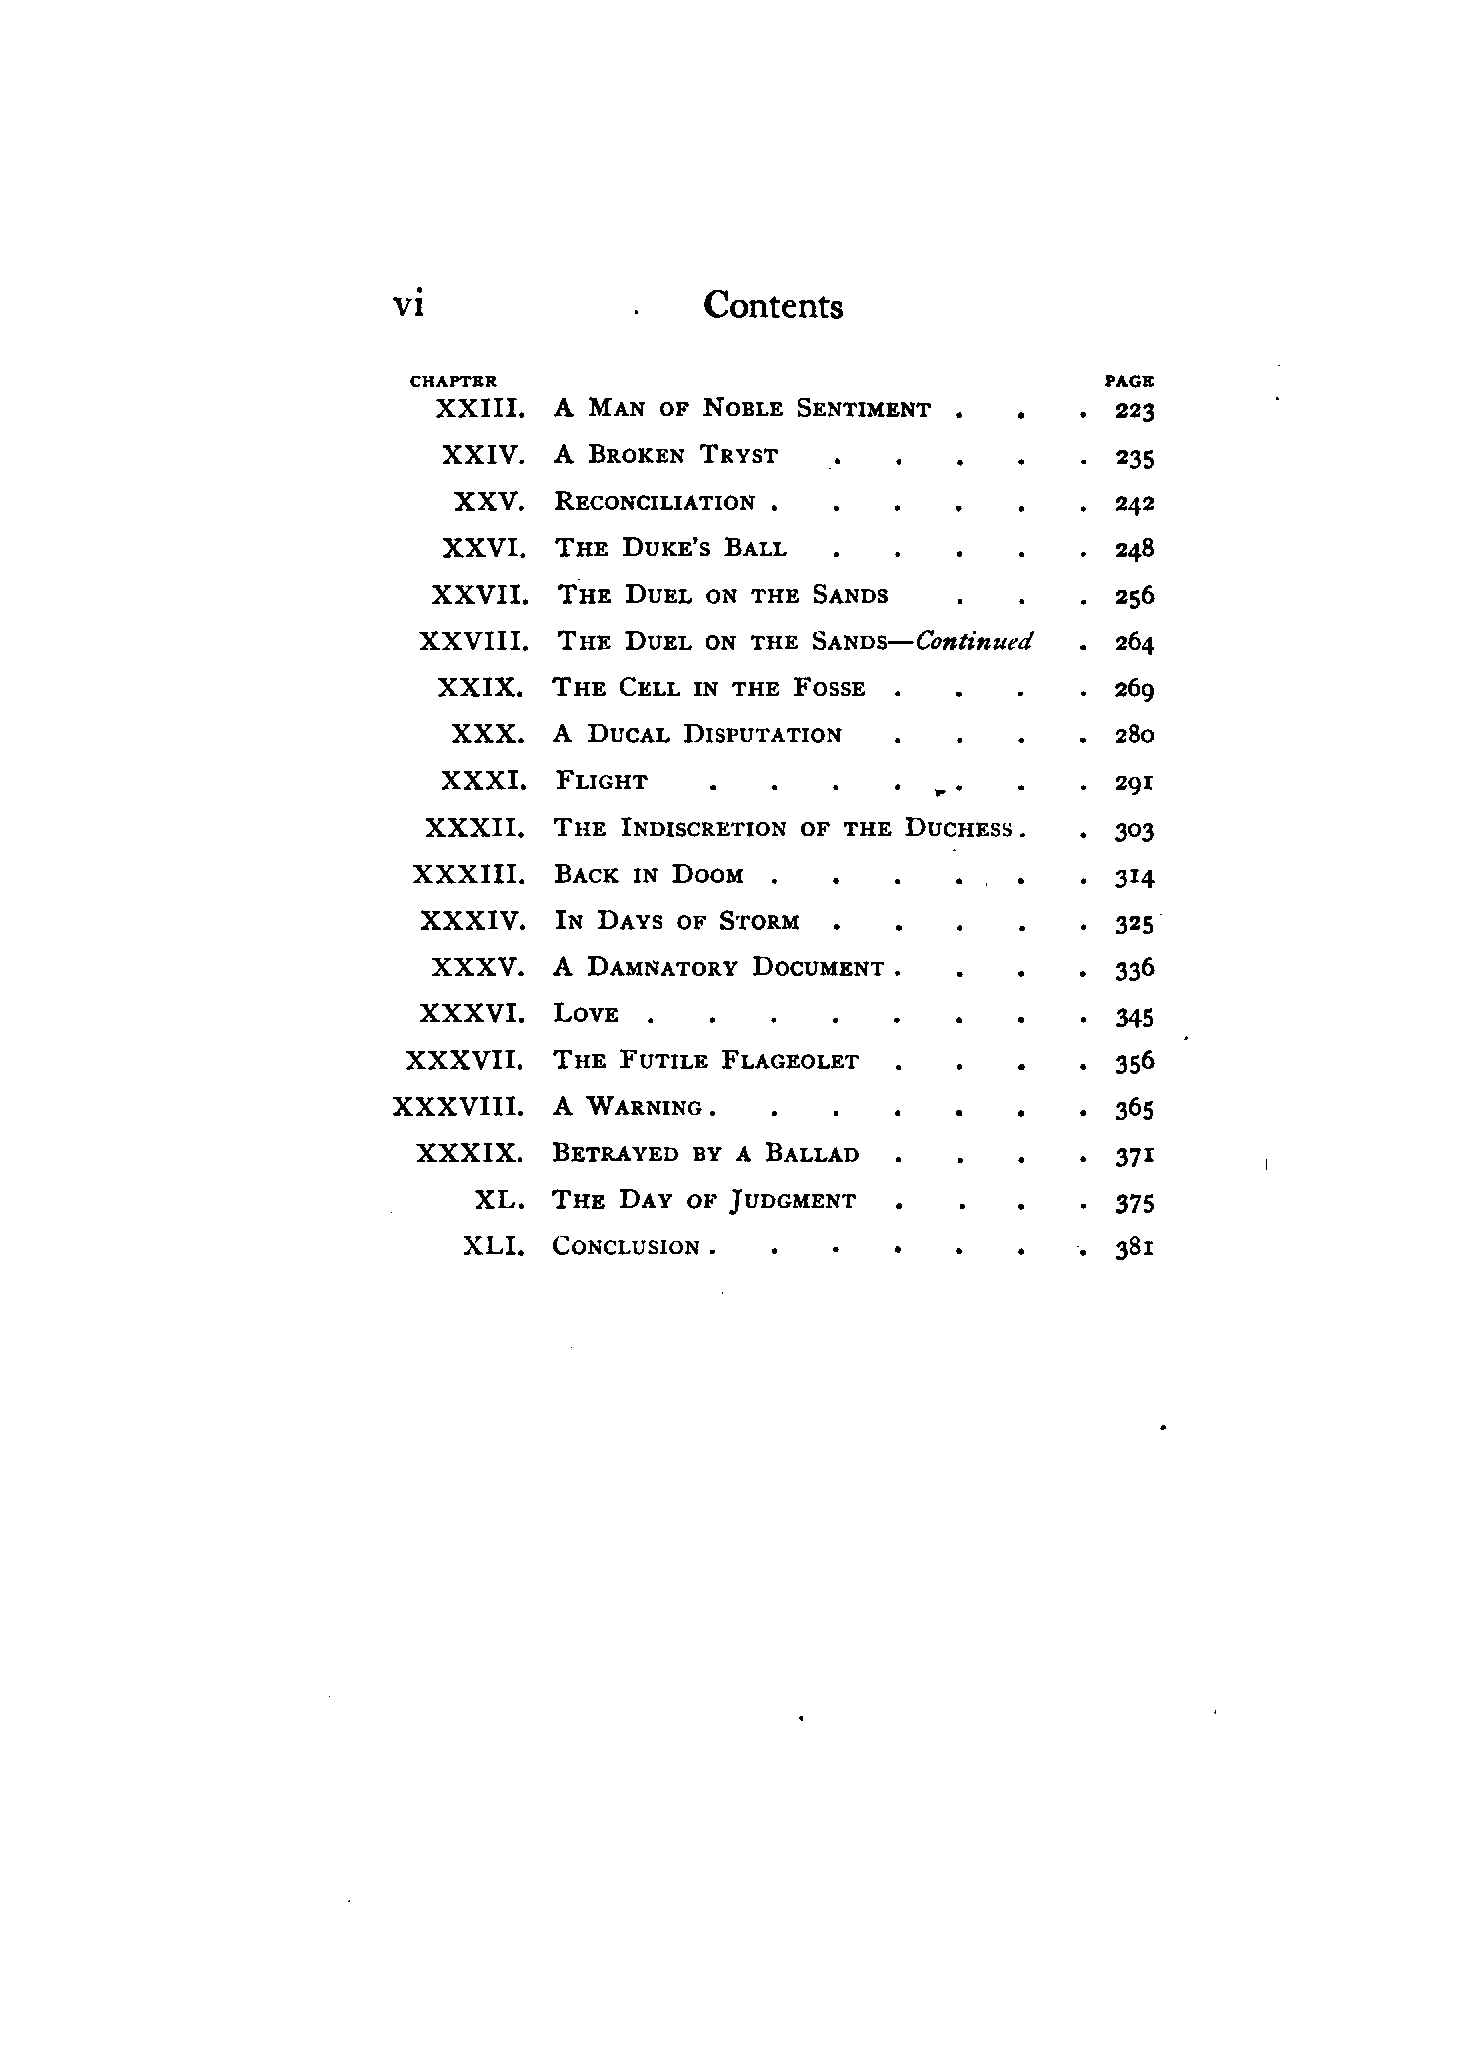 vi Contents
CHAPTER PAGE
XXIII. A Man of Noble Sentiment . . . 223
XXIV. A Broken Tryst . . . . . 235
XXV. Reconciliation . . . . . . 242
XXVI. The Duke's Ball . . . . . 248
XXVII. The Duel on the Sands . . . 256
XXVIII. The Duel on the Sands—Continued . 264
XXIX. The Cell in the Fosse . . . . 269
XXX. A Ducal Disputation . . . . 280
XXXI. Flight . . . . . . . 291
XXXII. The Indiscretion of the Duchess . . 303
XXXIII. Back in Doom . . . . . . 314
XXXIV. In Days of Storm . . . . . 325
XXXV. A Damnatory Document . . . . 336
XXXVI. Love . . . . . . . . 345
XXXVII. The Futile Flageolet . . . . 356
XXXVIII. A Warning . . . . . . . 365
XXXIX. Betrayed by a Ballad . . . . 371
XL. The Day of Judgment . . . . 375
XLI. Conclusion . . . . . . . 381